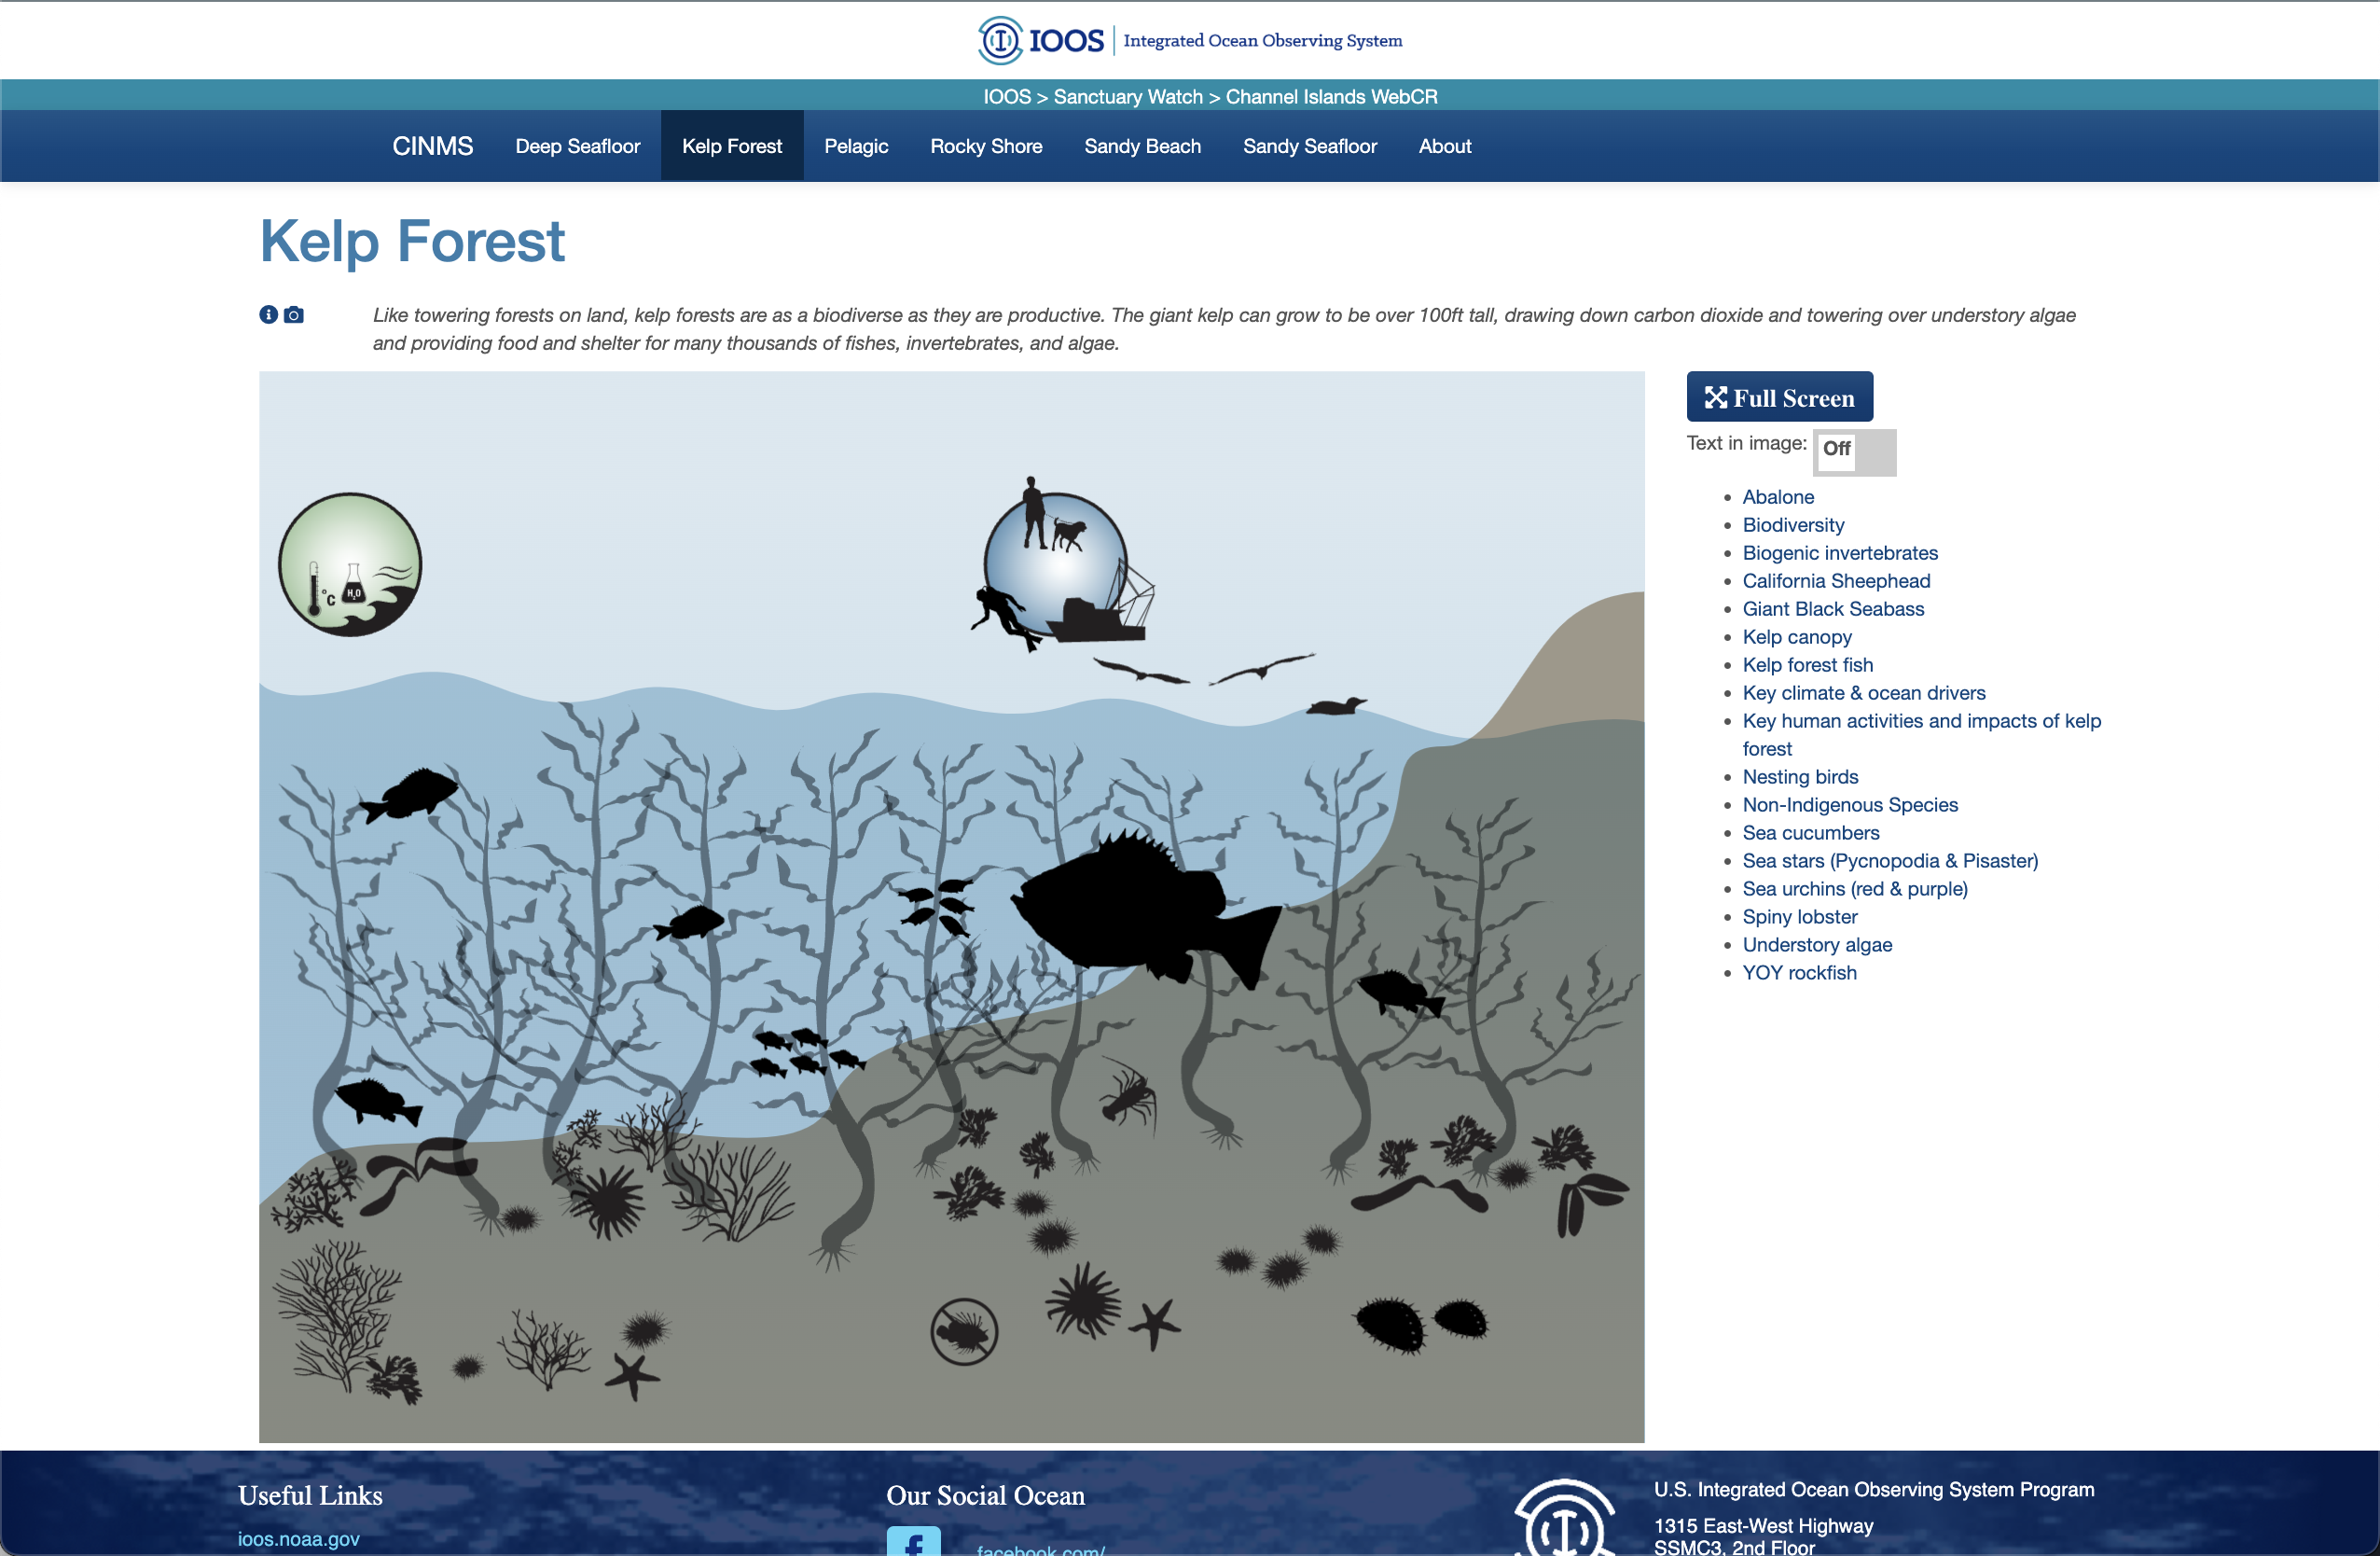 IOOS Integrated Ocean Observing System
IOOS > Sanctuary Watch > Channel Islands WebCR
CINMS Deep Seafloor Kelp Forest Pelagic Rocky Shore Sandy Beach Sandy Seafloor About
Kelp Forest
Like towering forests on land, kelp forests are as a biodiverse as they are productive. The giant kelp can grow to be over 100ft tall, drawing down carbon dioxide and towering over understory algae
and providing food and shelter for many thousands of fishes, invertebrates, and algae.
°C H2O
Full Screen
Text in image: Off
Abalone
Biodiversity
Biogenic invertebrates
California Sheephead
Giant Black Seabass
Kelp canopy
Kelp forest fish
Key climate & ocean drivers
Key human activities and impacts of kelp
forest
Nesting birds
Non-Indigenous Species
Sea cucumbers
Sea stars (Pycnopodia & Pisaster)
Sea urchins (red & purple)
Spiny lobster
Understory algae
YOY rockfish
Useful Links
ioos.noaa.gov
Our Social Ocean
facebook.com/
U.S. Integrated Ocean Observing System Program
1315 East-West Highway
SSMC3, 2nd Floor